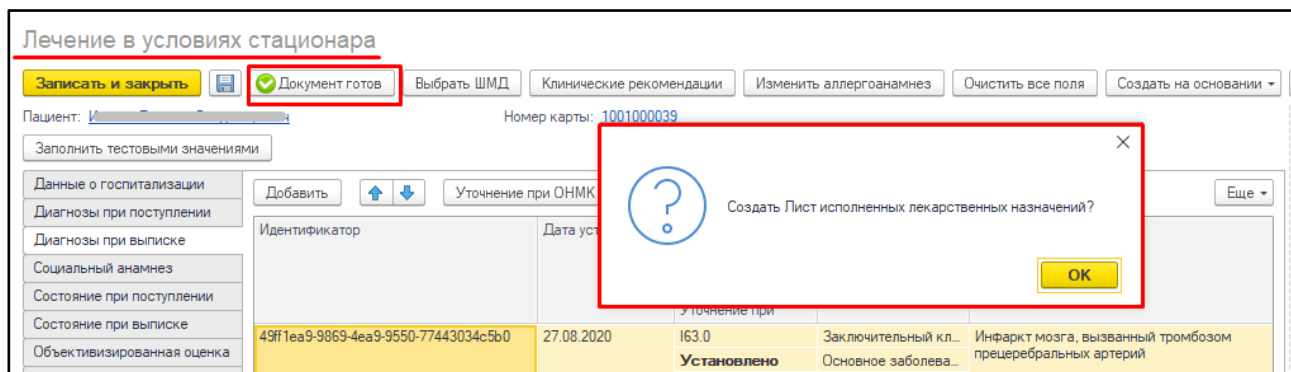 Лечение в условиях стационара
Записать и закрыть Документ готов Выбрать ШМД Клинические рекомендации Изменить аллергоанамнез Очистить все поля Создать на основании
Пациент: Номер карты: 1001000039
Заполнить тестовыми значениями
Данные о госпитализации
Диагнозы при поступлении
Диагнозы при выписке
Социальный анамнез
Состояние при поступлении
Состояние при выписке
Объективизированная оценка
Добавить Уточнение при ОНМК Еще
Идентификатор Дата уст
Создать Лист исполненных лекарственных назначений?
OK
Уточнение при
49ff1ea9-9869-4ea9-9550-77443034c5b0 27.08.2020 I63.0 Заключительный кл... Инфаркт мозга, вызванный тромбозом
прецеребральных артерий
Установлено Основное заболева...